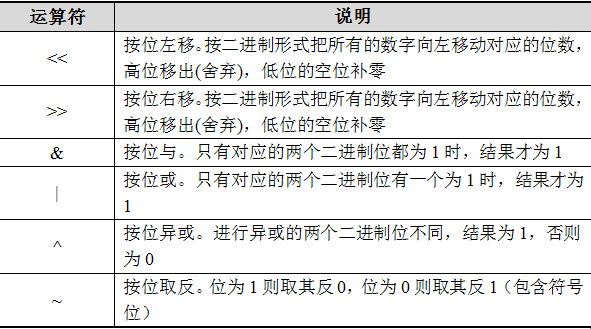 运算符 说明
<< 按位左移。按二进制形式把所有的数字向左移动对应的位数，
高位移出(舍弃)，低位的空位补零
>> 按位右移。按二进制形式把所有的数字向左移动对应的位数，
高位移出(舍弃)，低位的空位补零
& 按位与。只有对应的两个二进制位都为 1 时，结果才为 1
| 按位或。只有对应的两个二进制位有一个为 1 时，结果才为
1
^ 按位异或。进行异或的两个二进制位不同，结果为 1，否则
为 0
~ 按位取反。位为 1 则取其反 0，位为 0 则取其反 1（包含符号
位）